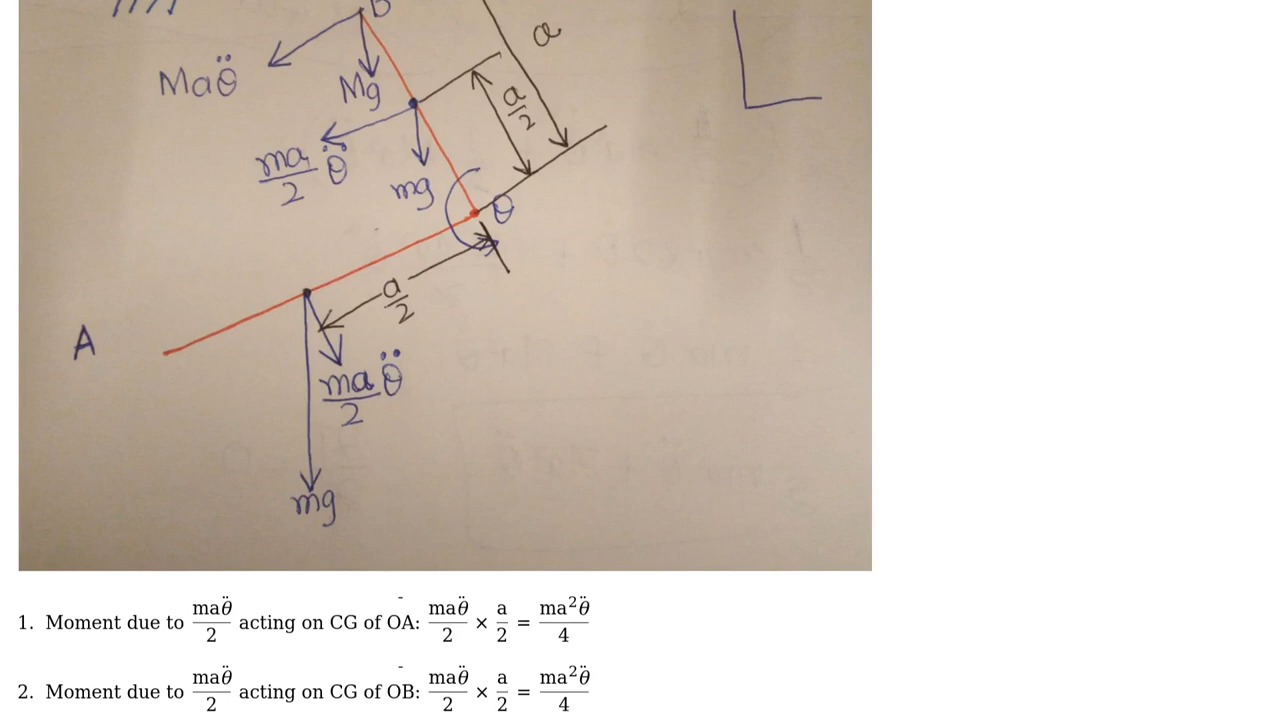 B
a
Maθ̈
Mg
a/2
ma/2 θ̈
mg
θ
a/2
A
ma/2 θ̈
mg
1. Moment due to maθ̈/2 acting on CG of OA: maθ̈/2 × a/2 = ma²θ̈/4
2. Moment due to maθ̈/2 acting on CG of OB: maθ̈/2 × a/2 = ma²θ̈/4